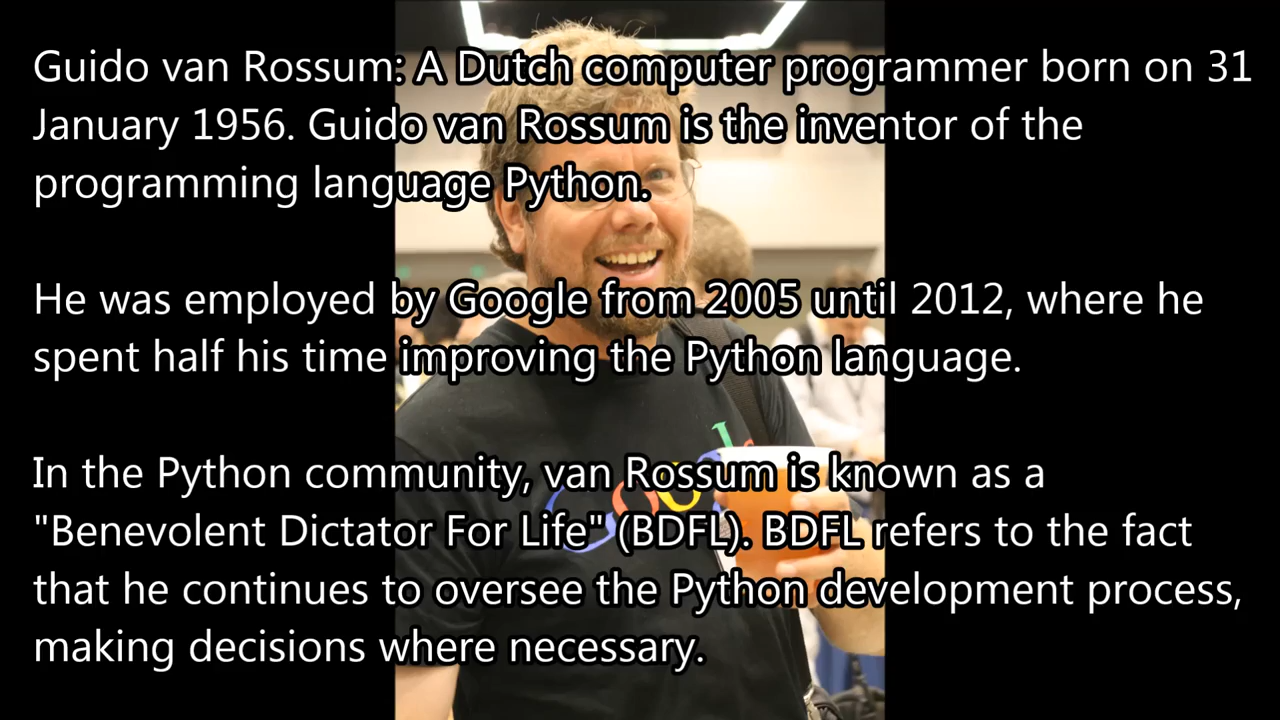 Guido van Rossum: A Dutch computer programmer born on 31
January 1956. Guido van Rossum is the inventor of the
programming language Python.
He was employed by Google from 2005 until 2012, where he
spent half his time improving the Python language.
In the Python community, van Rossum is known as a
"Benevolent Dictator For Life" (BDFL). BDFL refers to the fact
that he continues to oversee the Python development process,
making decisions where necessary.